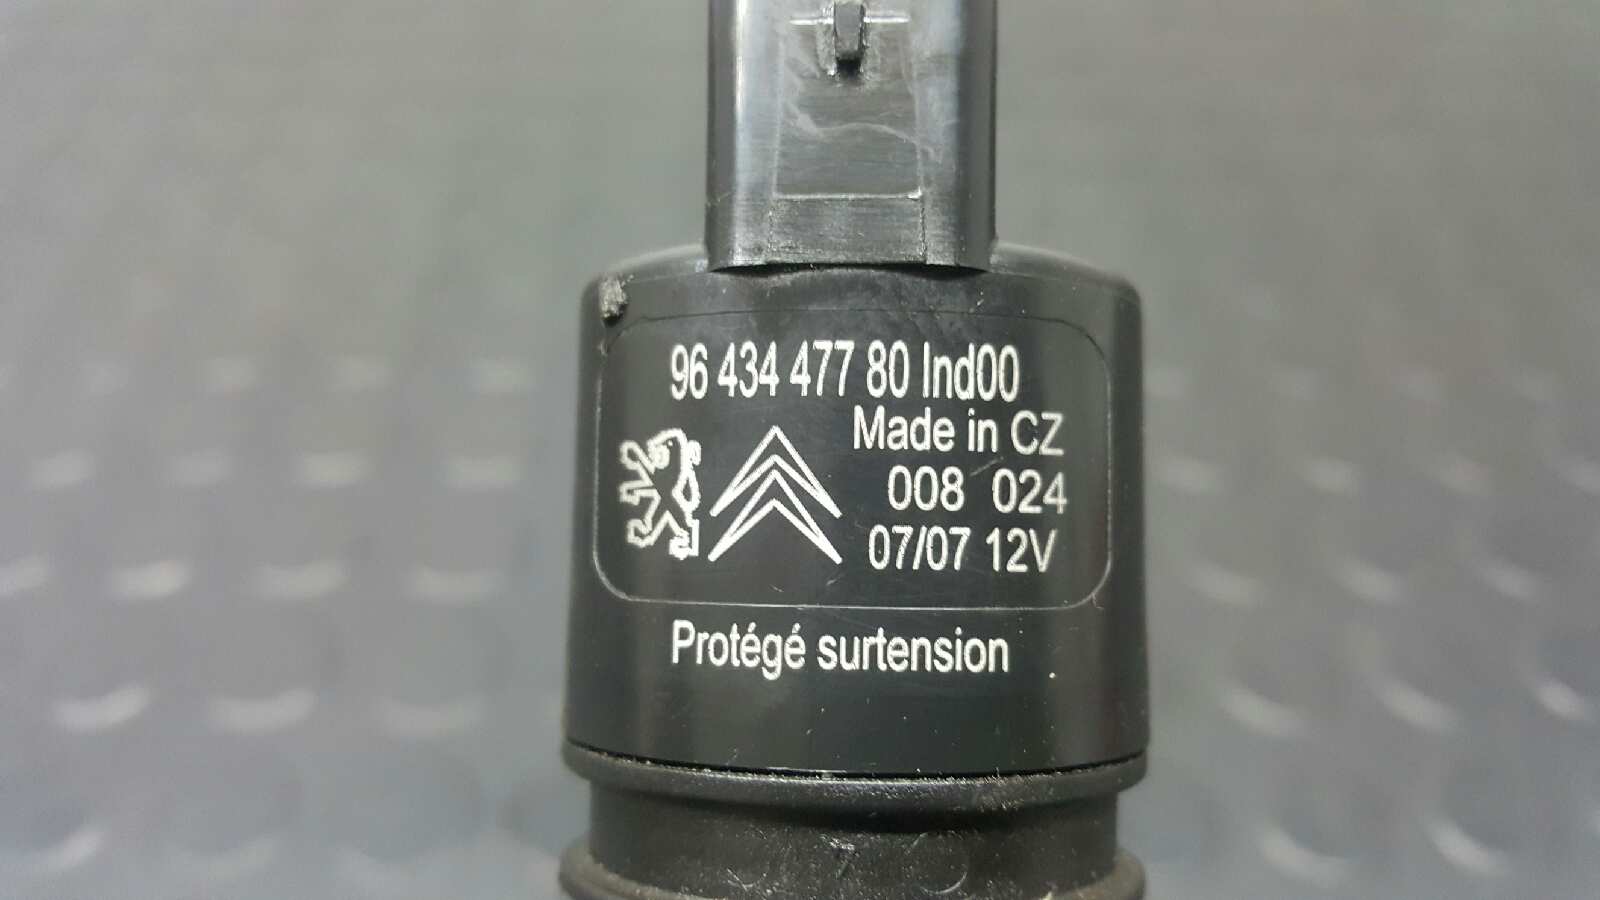 96 434 477 80 Ind00
Made in CZ
008 024
07/07 12V
Protégé surtension